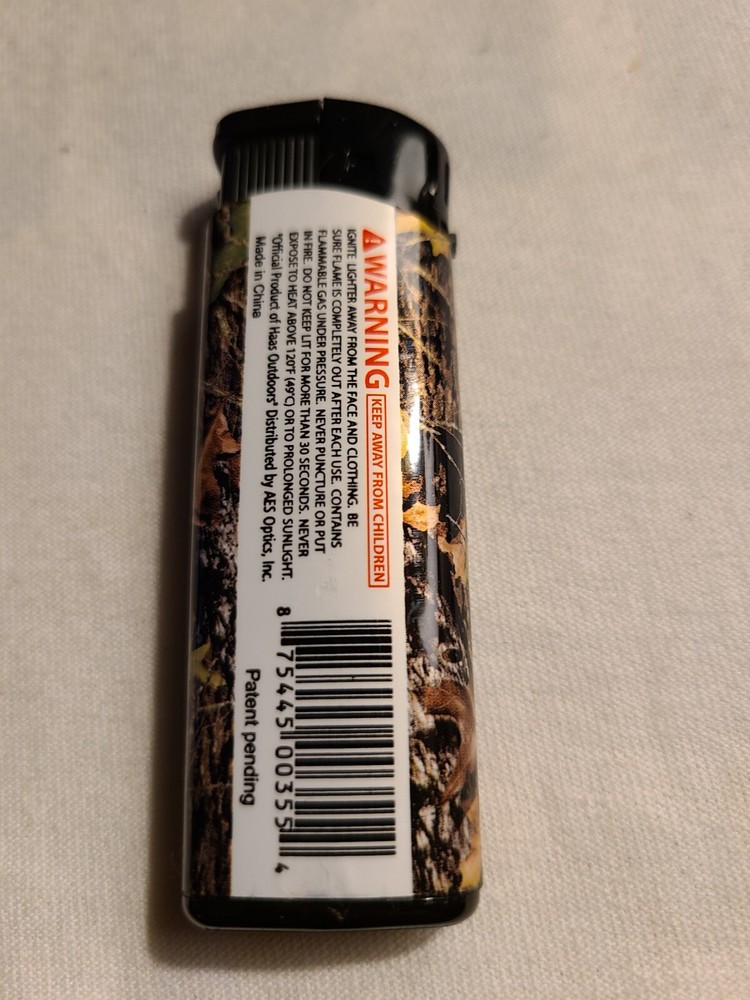 ⚠WARNING KEEP AWAY FROM CHILDREN
IGNITE LIGHTER AWAY FROM THE FACE AND CLOTHING. BE
SURE FLAME IS COMPLETELY OUT AFTER EACH USE. CONTAINS
FLAMMABLE GAS UNDER PRESSURE. NEVER PUNCTURE OR PUT
IN FIRE. DO NOT KEEP LIT FOR MORE THAN 30 SECONDS. NEVER
EXPOSE TO HEAT ABOVE 120°F (49°C) OR TO PROLONGED SUNLIGHT.
"Official Product of Haas Outdoors" Distributed by AES Optics, Inc.
Made in China
8 75445 00355 4
Patent pending